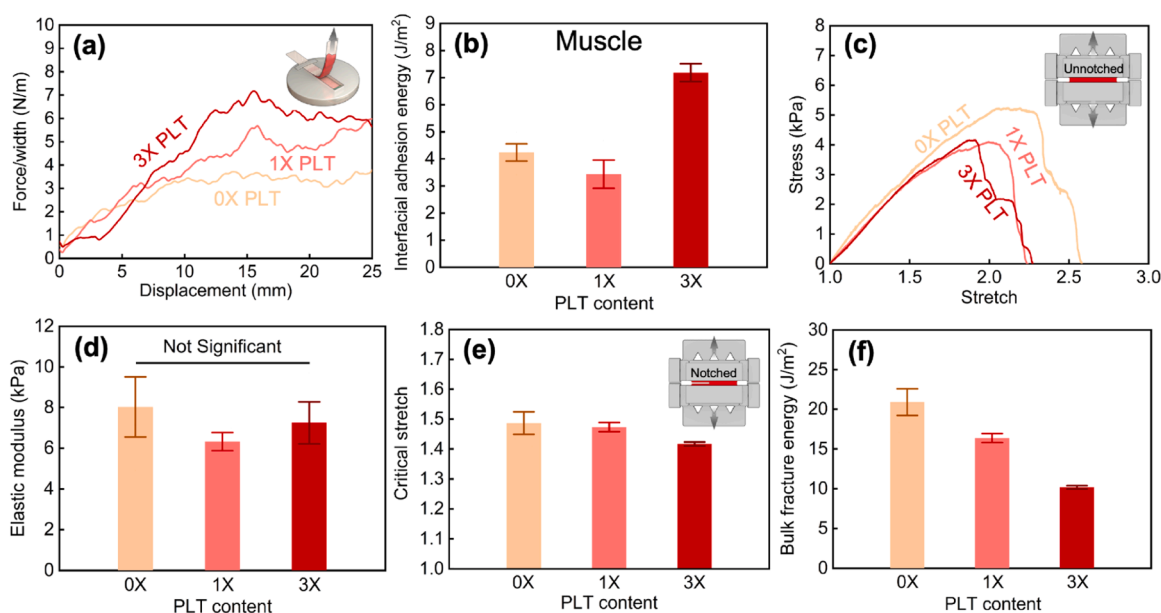 (a)
10
9
8
7
6
5
4
3
2
1
0
Force/width (N/m)
3X PLT
1X PLT
0X PLT
0 5 10 15 20 25
Displacement (mm)
(b)
Muscle
9
8
7
6
5
4
3
2
1
0
Interfacial adhesion energy (J/m²)
0X 1X 3X
PLT content
(c)
8
7
6
5
4
3
2
1
0
Stress (kPa)
Unnotched
0X PLT
1X PLT
3X PLT
1.0 1.5 2.0 2.5 3.0
Stretch
(d)
12
10
8
6
4
2
0
Elastic modulus (kPa)
Not Significant
0X 1X 3X
PLT content
(e)
1.8
1.7
1.6
1.5
1.4
1.3
1.2
1.1
1.0
Critical stretch
Notched
0X 1X 3X
PLT content
(f)
30
25
20
15
10
5
0
Bulk fracture energy (J/m²)
0X 1X 3X
PLT content